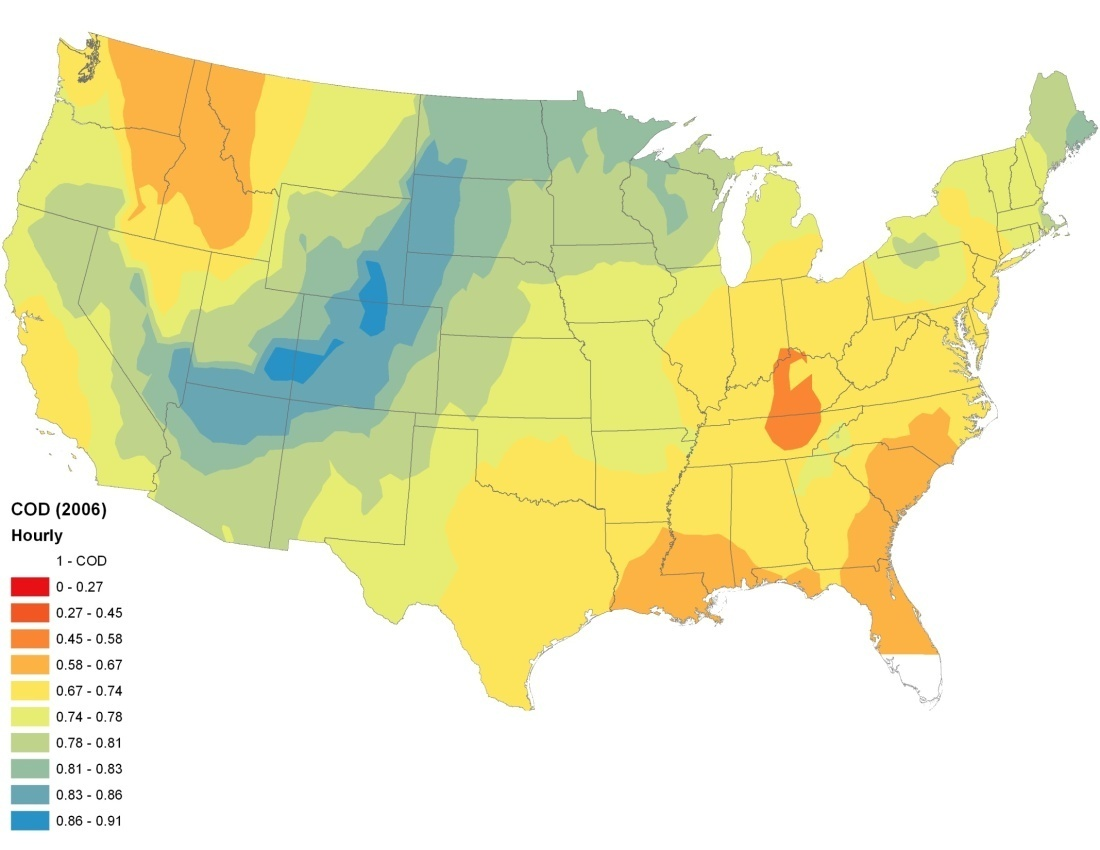 COD (2006)
Hourly
1 - COD
0 - 0.27
0.27 - 0.45
0.45 - 0.58
0.58 - 0.67
0.67 - 0.74
0.74 - 0.78
0.78 - 0.81
0.81 - 0.83
0.83 - 0.86
0.86 - 0.91